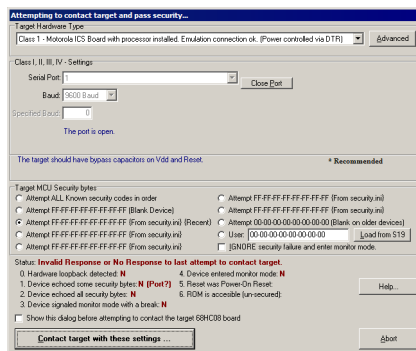 Attempting to contact target and pass security...
Target Hardware Type
Class 1 - Motorola ICS Board with processor installed. Emulation connection ok. (Power controlled via DTR)
Advanced
Class I, II, III, IV - Settings
Serial Port: 1
Close Port
Baud: 9600 Baud
Specified Baud: 0
The port is open.
The target should have bypass capacitors on Vdd and Reset.
* Recommended
Target MCU Security bytes
Attempt ALL Known security codes in order
Attempt FF-FF-FF-FF-FF-FF-FF-FF (From security.ini)
Attempt FF-FF-FF-FF-FF-FF-FF-FF (Blank Device)
Attempt FF-FF-FF-FF-FF-FF-FF-FF (From security.ini)
Attempt FF-FF-FF-FF-FF-FF-FF-FF (From security.ini) (Recent)
Attempt 00-00-00-00-00-00-00-00 (Blank on older devices)
Attempt FF-FF-FF-FF-FF-FF-FF-FF (From security.ini)
User: 00-00-00-00-00-00-00-00
Load from S19
Attempt FF-FF-FF-FF-FF-FF-FF-FF (From security.ini)
IGNORE security failure and enter monitor mode.
Status: Invalid Response or No Response to last attempt to contact target.
0. Hardware loopback detected: N
4. Device entered monitor mode: N
1. Device echoed some security bytes: N (Port?)
5. Reset was Power-On Reset:
2. Device echoed all security bytes: N
6. ROM is accesible (un-secured):
3. Device signaled monitor mode with a break: N
Help...
Show this dialog before attempting to contact the target 68HC08 board
Contact target with these settings ...
Abort